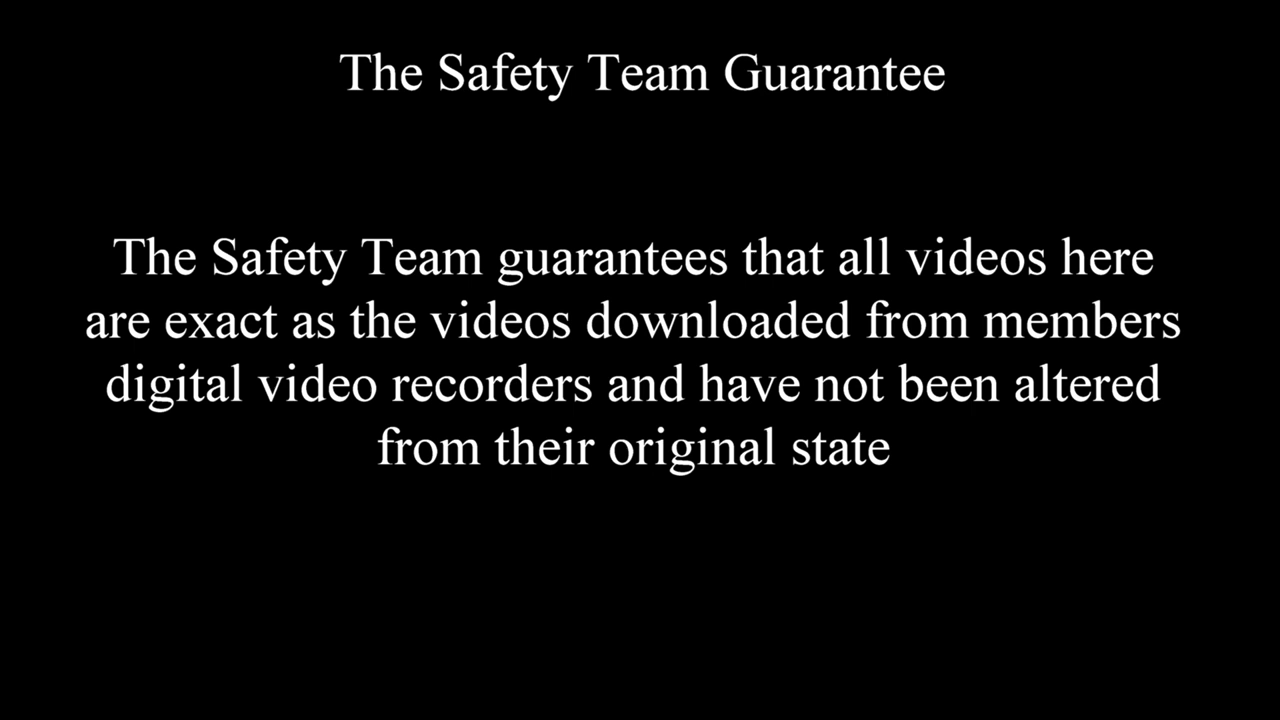 The Safety Team Guarantee
The Safety Team guarantees that all videos here
are exact as the videos downloaded from members
digital video recorders and have not been altered
from their original state